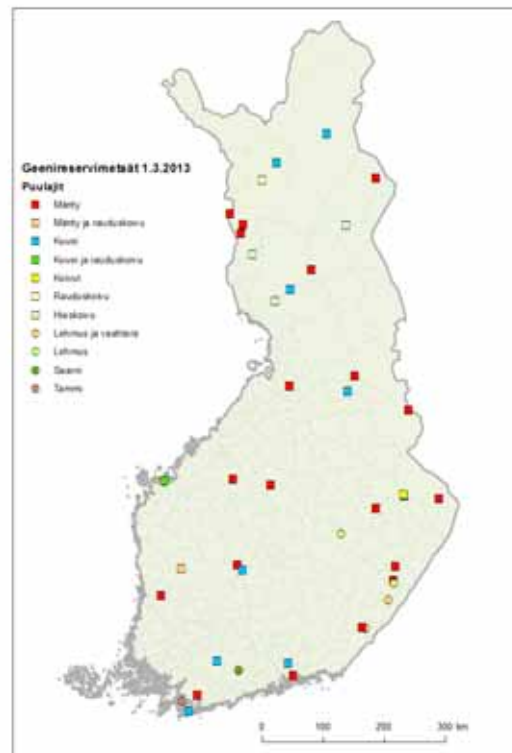 Geenireservimetsät 1.3.2013
Puulajit
Mänty
Mänty ja rauduskoivu
Kuusi
Kuusi ja rauduskoivu
Koivut
Rauduskoivu
Hieskoivu
Lehmus ja vaahtera
Lehmus
Saarni
Tammi
0 100 200 300 km